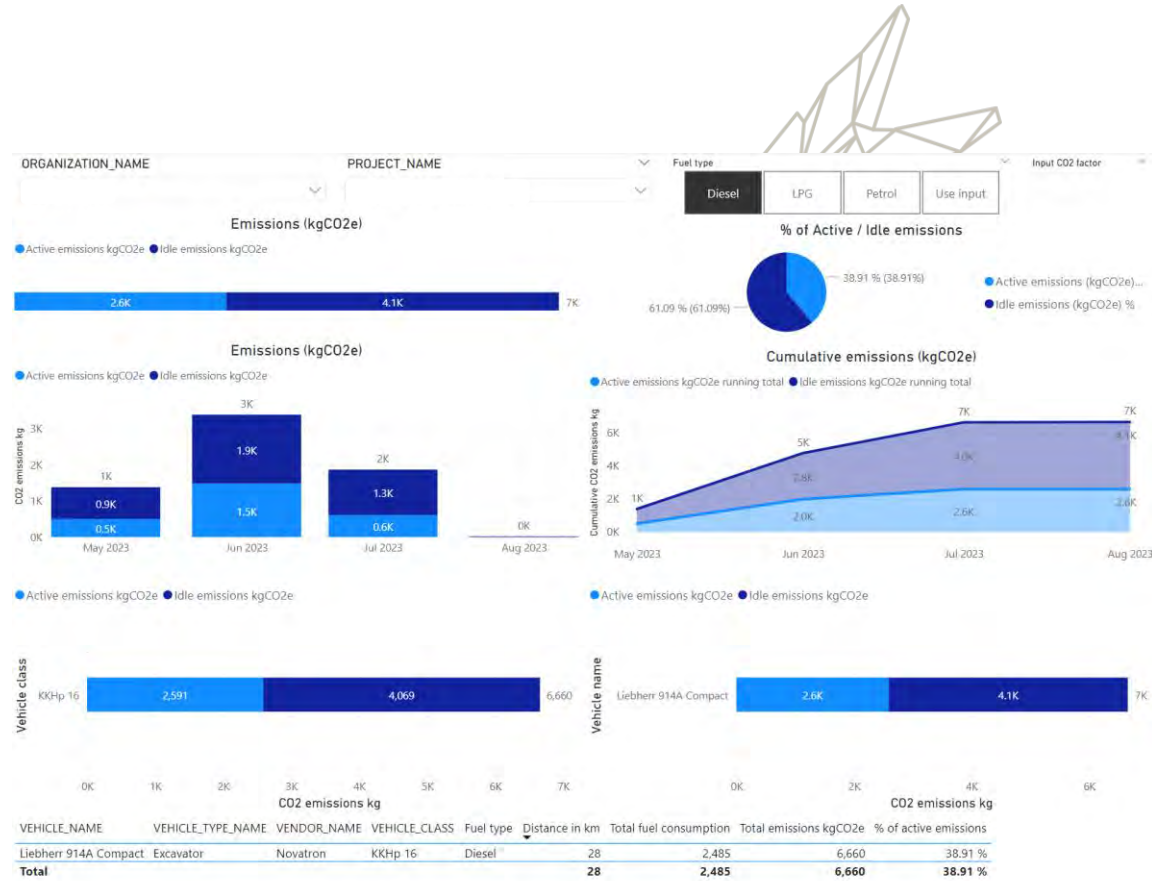 ORGANIZATION_NAME
PROJECT_NAME
Fuel type
Input CO2 factor
Diesel
LPG
Petrol
Use input
Emissions (kgCO2e)
Active emissions kgCO2e Idle emissions kgCO2e
2.6K 4.1K 7K
% of Active / Idle emissions
38.91 % (38.91%)
61.09 % (61.09%)
Active emissions (kgCO2e)...
Idle emissions (kgCO2e) %
Emissions (kgCO2e)
Active emissions kgCO2e Idle emissions kgCO2e
CO2 emissions kg
3K
2K
1K
0K
1K
0.9K
0.5K
3K
1.9K
1.5K
2K
1.3K
0.6K
0K
May 2023 Jun 2023 Jul 2023 Aug 2023
Cumulative emissions (kgCO2e)
Active emissions kgCO2e running total Idle emissions kgCO2e running total
Cumulative CO2 emissions kg
6K
4K
2K
0K
1K
5K
2.8K
2.0K
7K
4.0K
2.6K
7K
4.1K
2.6K
May 2023 Jun 2023 Jul 2023 Aug 2023
Active emissions kgCO2e Idle emissions kgCO2e
Vehicle class
KKHp 16 2,591 4,069 6,660
0K 1K 2K 3K 4K 5K 6K 7K
CO2 emissions kg
Active emissions kgCO2e Idle emissions kgCO2e
Vehicle name
Liebherr 914A Compact 2.6K 4.1K 7K
0K 2K 4K 6K
CO2 emissions kg
VEHICLE_NAME VEHICLE_TYPE_NAME VENDOR_NAME VEHICLE_CLASS Fuel type Distance in km Total fuel consumption Total emissions kgCO2e % of active emissions
Liebherr 914A Compact Excavator Novatron KKHp 16 Diesel 28 2,485 6,660 38.91 %
Total 28 2,485 6,660 38.91 %